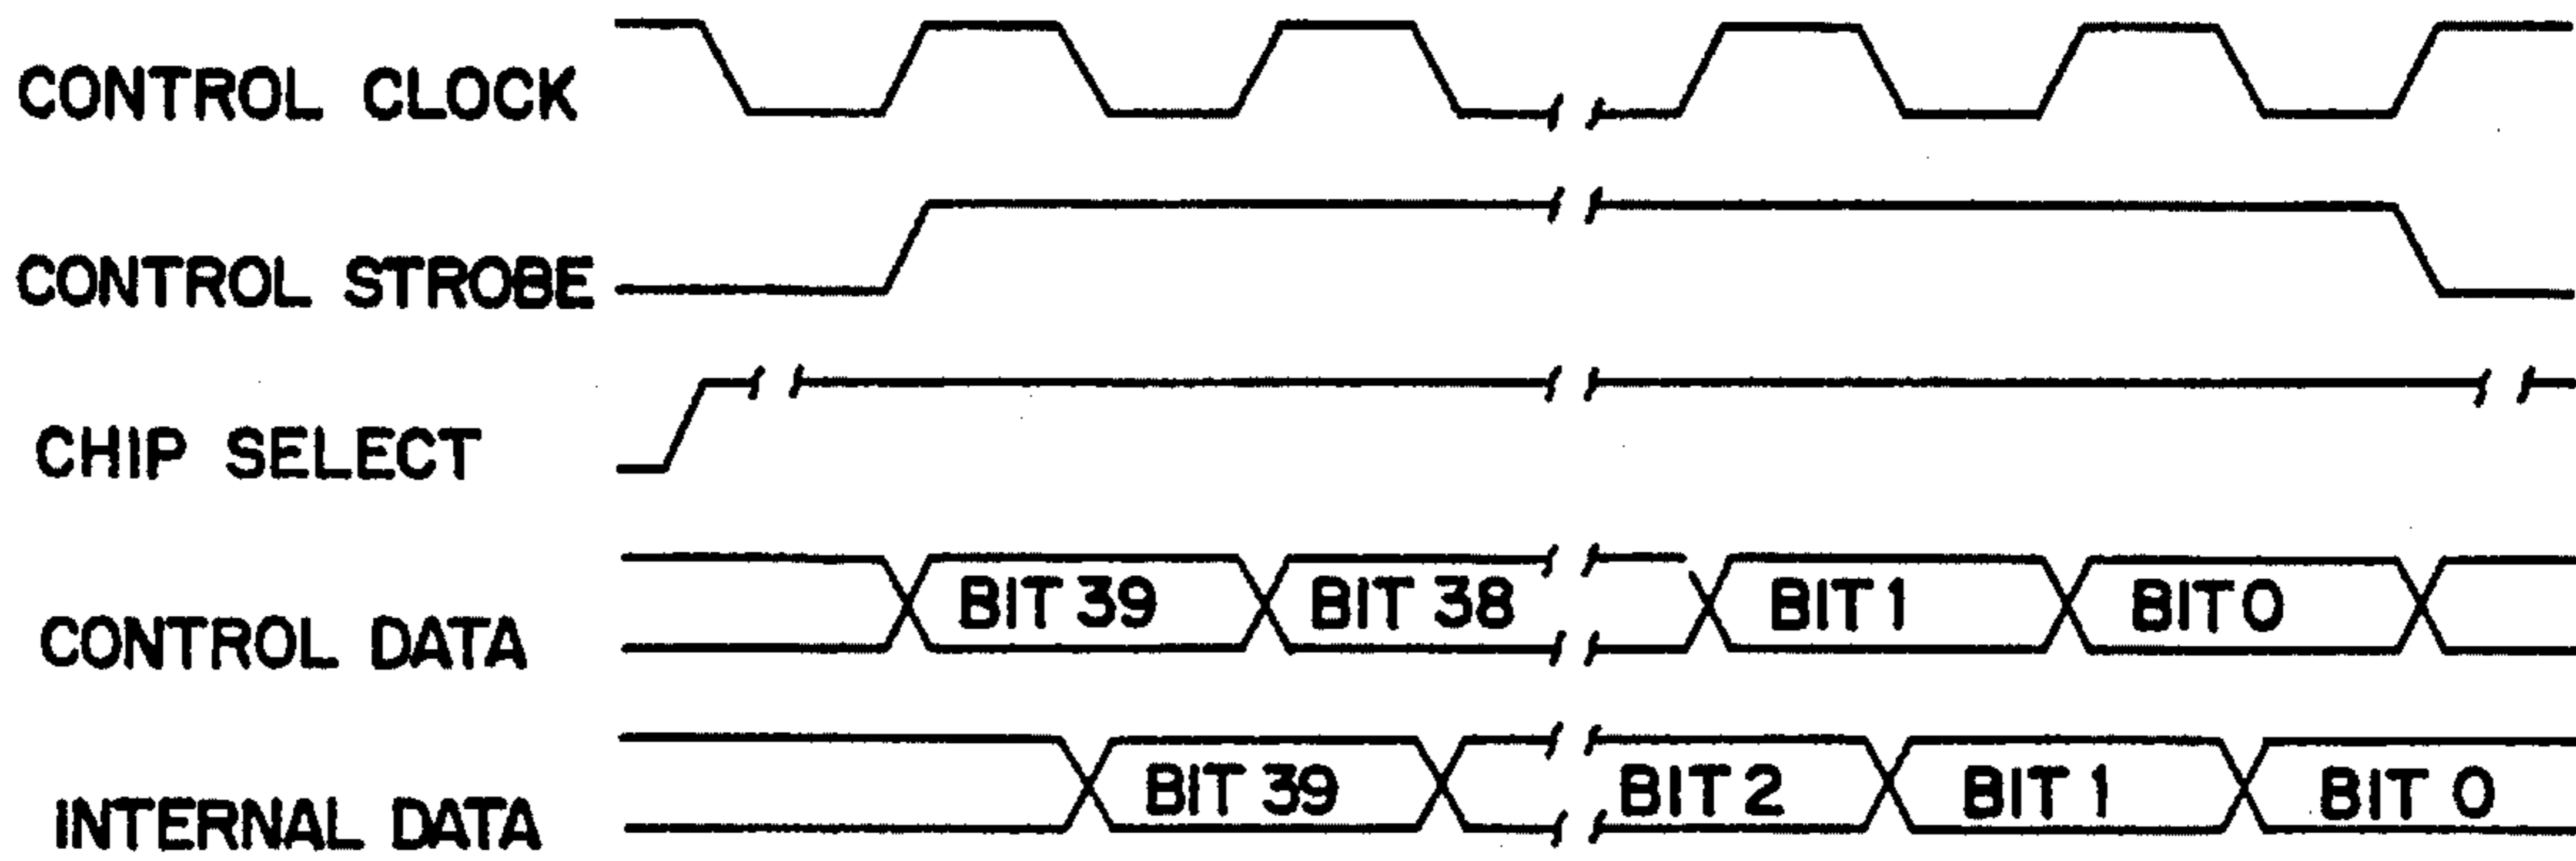 CONTROL CLOCK
CONTROL STROBE
CHIP SELECT
CONTROL DATA
BIT 39
BIT 38
BIT 1
BIT 0
INTERNAL DATA
BIT 39
BIT 2
BIT 1
BIT 0